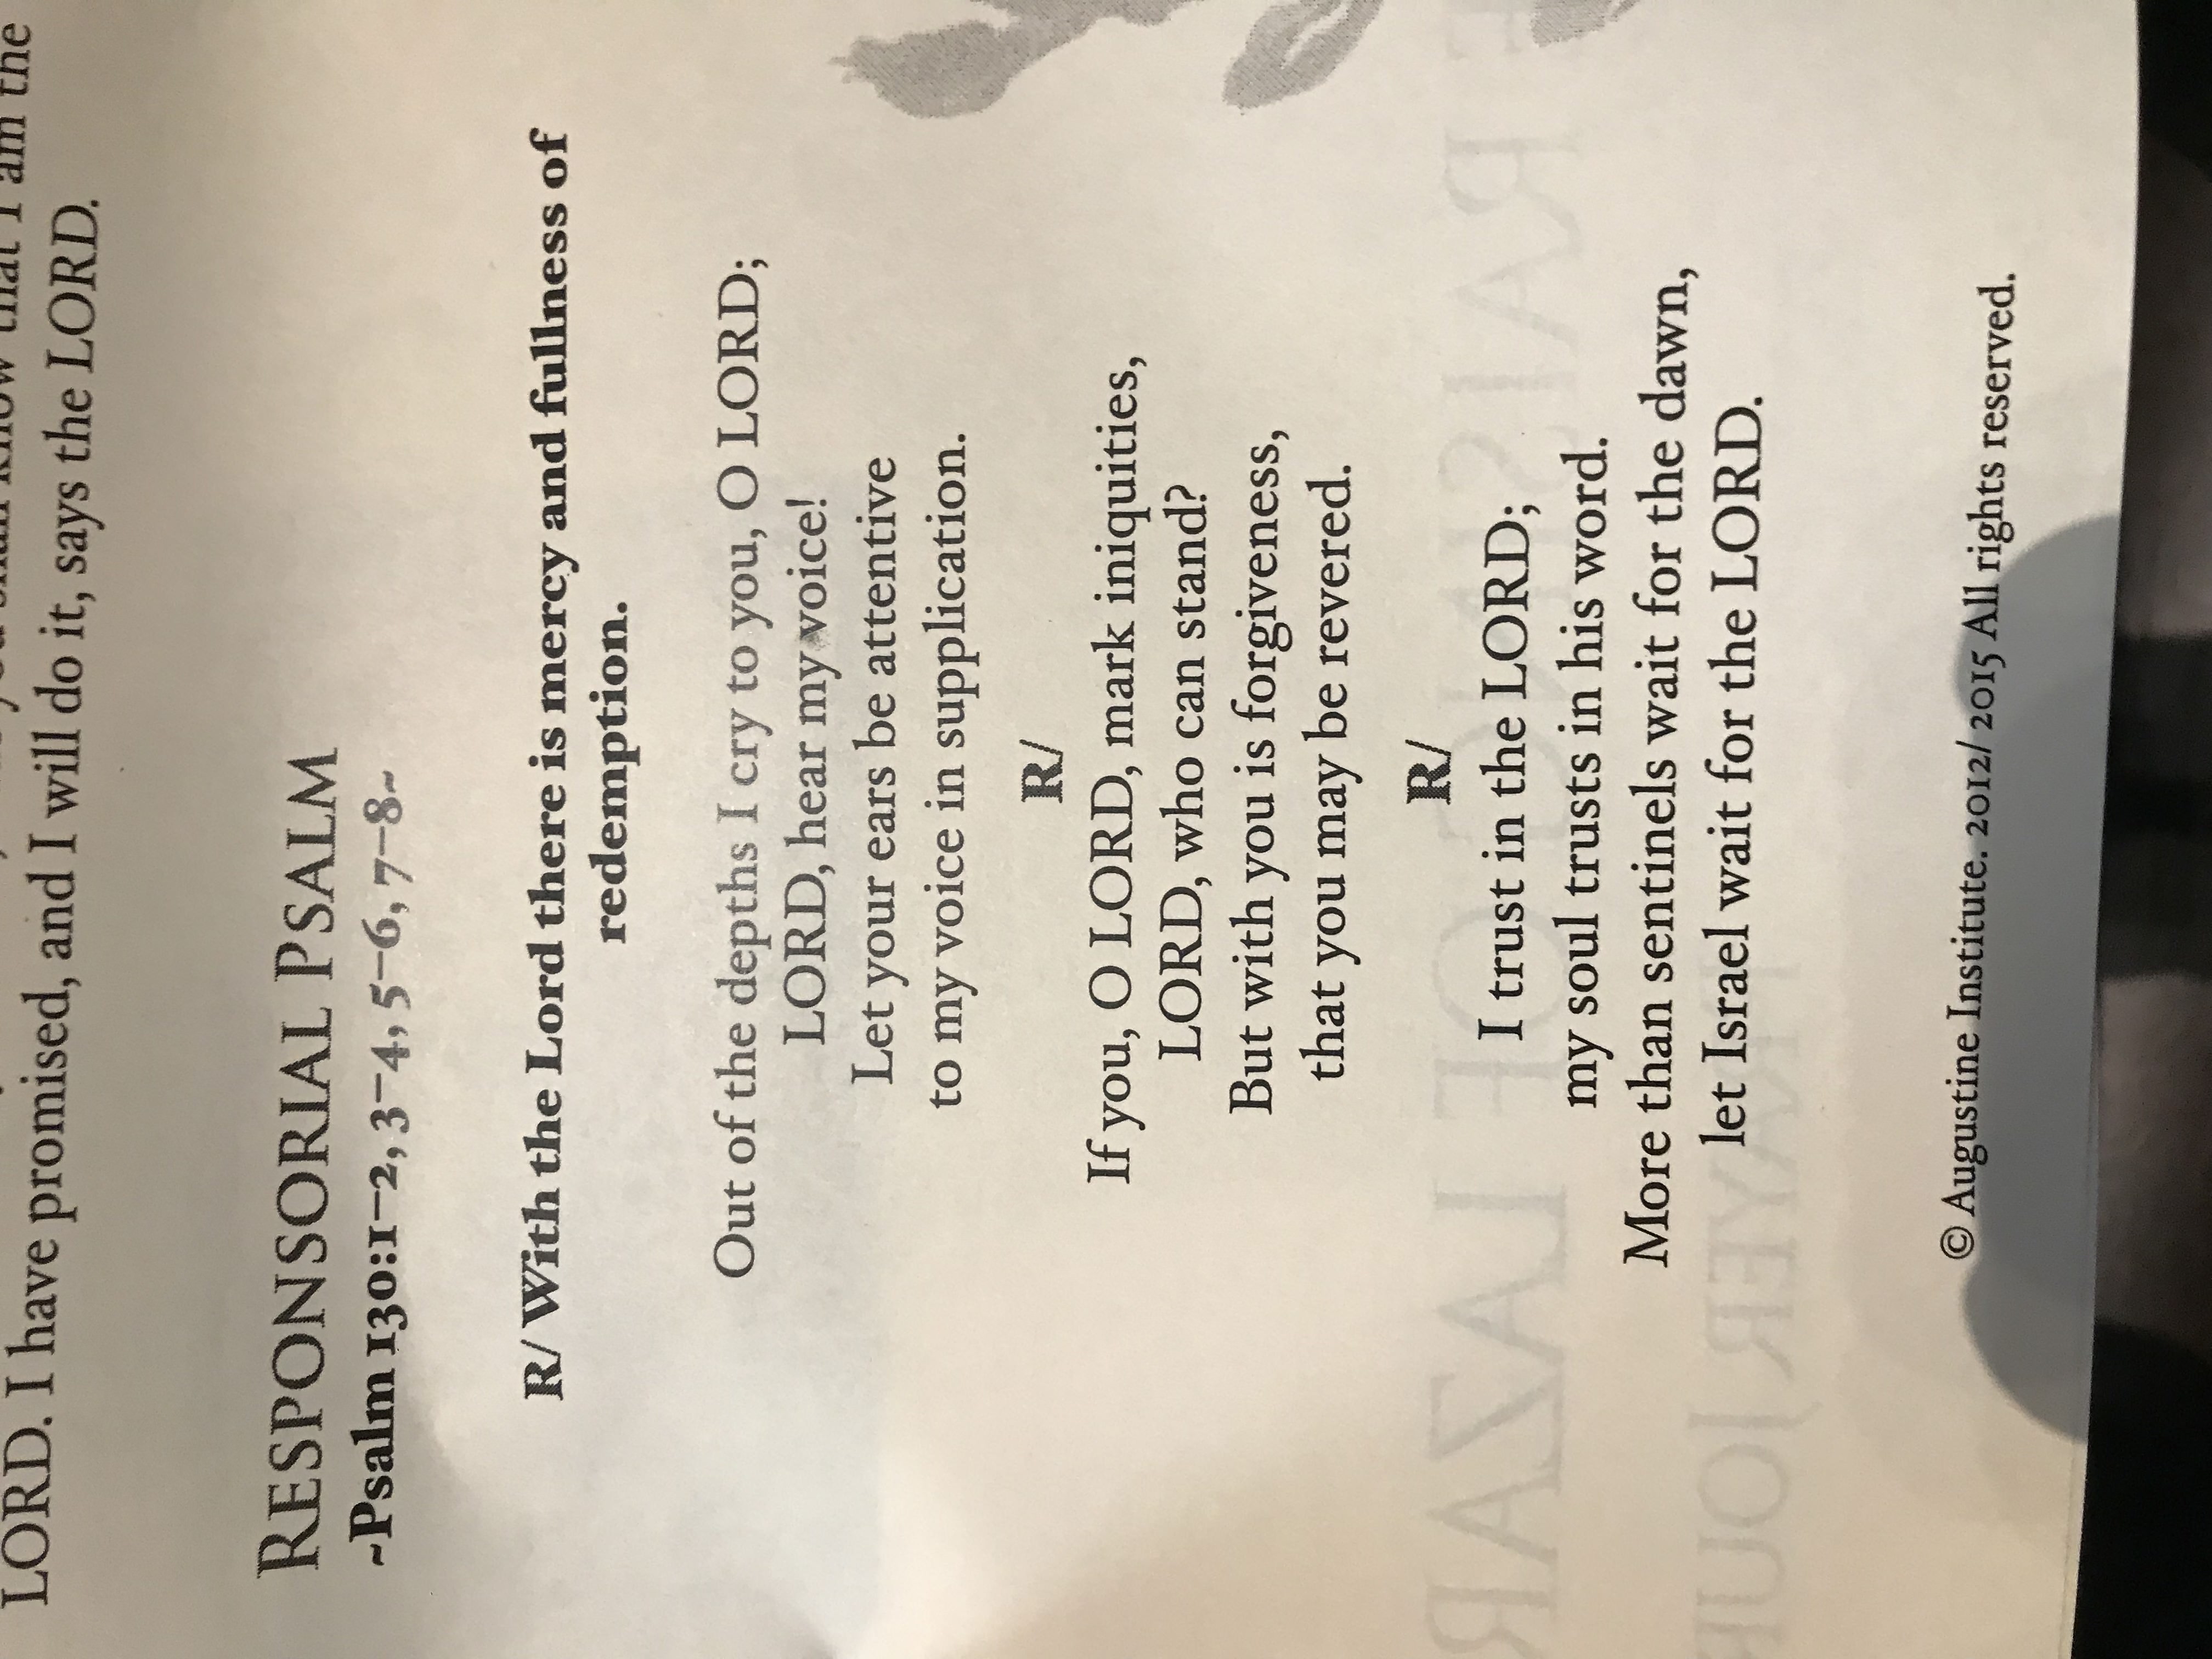 know that I am the
LORD. I have promised, and I will do it, says the LORD.
RESPONSORIAL PSALM
~Psalm 130:1–2, 3–4, 5–6, 7–8~
R/ With the Lord there is mercy and fullness of
redemption.
Out of the depths I cry to you, O LORD;
LORD, hear my voice!
Let your ears be attentive
to my voice in supplication.
R/
If you, O LORD, mark iniquities,
LORD, who can stand?
But with you is forgiveness,
that you may be revered.
R/
I trust in the LORD;
my soul trusts in his word.
More than sentinels wait for the dawn,
let Israel wait for the LORD.
© Augustine Institute. 2012/ 2015 All rights reserved.